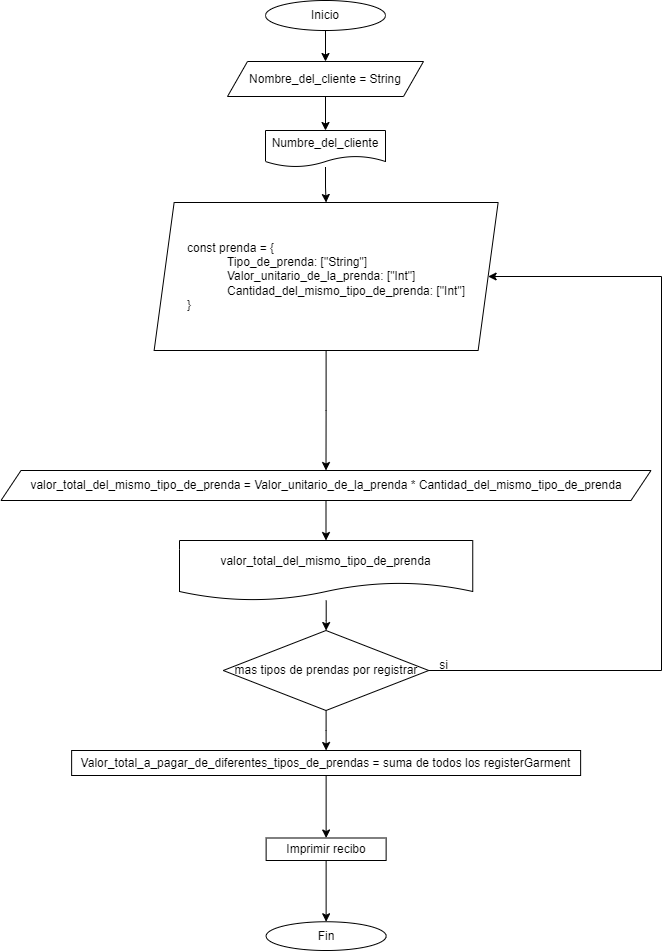 Inicio
Nombre_del_cliente = String
Numbre_del_cliente
const prenda = {
Tipo_de_prenda: ["String"]
Valor_unitario_de_la_prenda: ["Int"]
Cantidad_del_mismo_tipo_de_prenda: ["Int"]
}
valor_total_del_mismo_tipo_de_prenda = Valor_unitario_de_la_prenda * Cantidad_del_mismo_tipo_de_prenda
valor_total_del_mismo_tipo_de_prenda
mas tipos de prendas por registrar
si
Valor_total_a_pagar_de_diferentes_tipos_de_prendas = suma de todos los registerGarment
Imprimir recibo
Fin